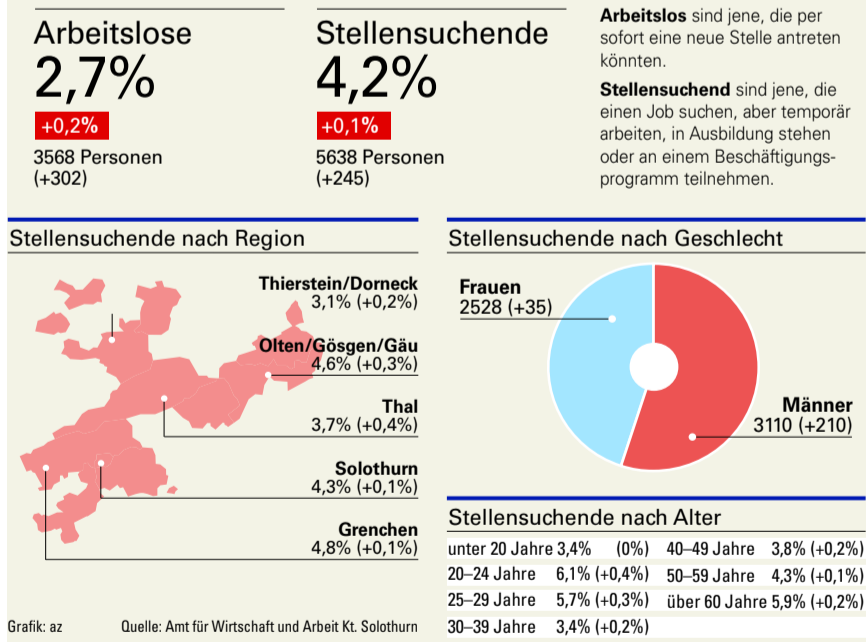 Arbeitslose
2,7%
+0,2%
3568 Personen
(+302)
Stellensuchende
4,2%
+0,1%
5638 Personen
(+245)
Arbeitslos sind jene, die per
sofort eine neue Stelle antreten
könnten.
Stellensuchend sind jene, die
einen Job suchen, aber temporär
arbeiten, in Ausbildung stehen
oder an einem Beschäftigungs-
programm teilnehmen.
Stellensuchende nach Region
Thierstein/Dorneck
3,1% (+0,2%)
Olten/Gösgen/Gäu
4,6% (+0,3%)
Thal
3,7% (+0,4%)
Solothurn
4,3% (+0,1%)
Grenchen
4,8% (+0,1%)
Grafik: az Quelle: Amt für Wirtschaft und Arbeit Kt. Solothurn
Stellensuchende nach Geschlecht
Frauen
2528 (+35)
Männer
3110 (+210)
Stellensuchende nach Alter
unter 20 Jahre 3,4% (0%) 40–49 Jahre 3,8% (+0,2%)
20–24 Jahre 6,1% (+0,4%) 50–59 Jahre 4,3% (+0,1%)
25–29 Jahre 5,7% (+0,3%) über 60 Jahre 5,9% (+0,2%)
30–39 Jahre 3,4% (+0,2%)